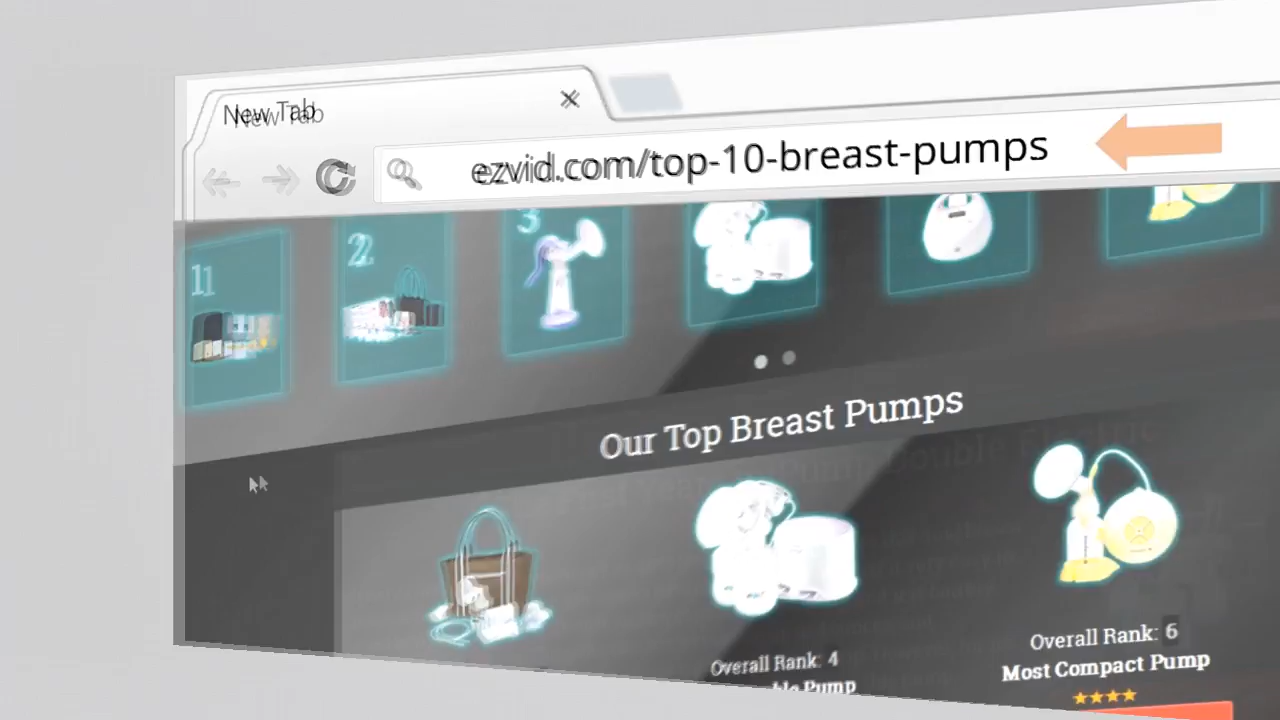 New Tab
ezvid.com/top-10-breast-pumps
2
3
Our Top Breast Pumps
Overall Rank: 4
Pump
Overall Rank: 6
Most Compact Pump